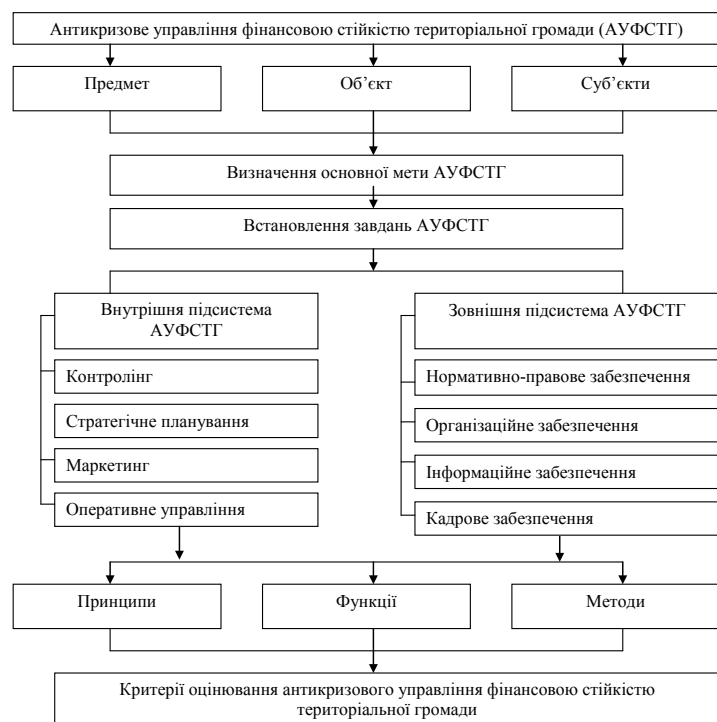 Антикризове управління фінансовою стійкістю територіальної громади (АУФСТГ)
Предмет
Об’єкт
Суб’єкти
Визначення основної мети АУФСТГ
Встановлення завдань АУФСТГ
Внутрішня підсистема
АУФСТГ
Контролінг
Стратегічне планування
Маркетинг
Оперативне управління
Зовнішня підсистема АУФСТГ
Нормативно-правове забезпечення
Організаційне забезпечення
Інформаційне забезпечення
Кадрове забезпечення
Принципи
Функції
Методи
Критерії оцінювання антикризового управління фінансовою стійкістю
територіальної громади